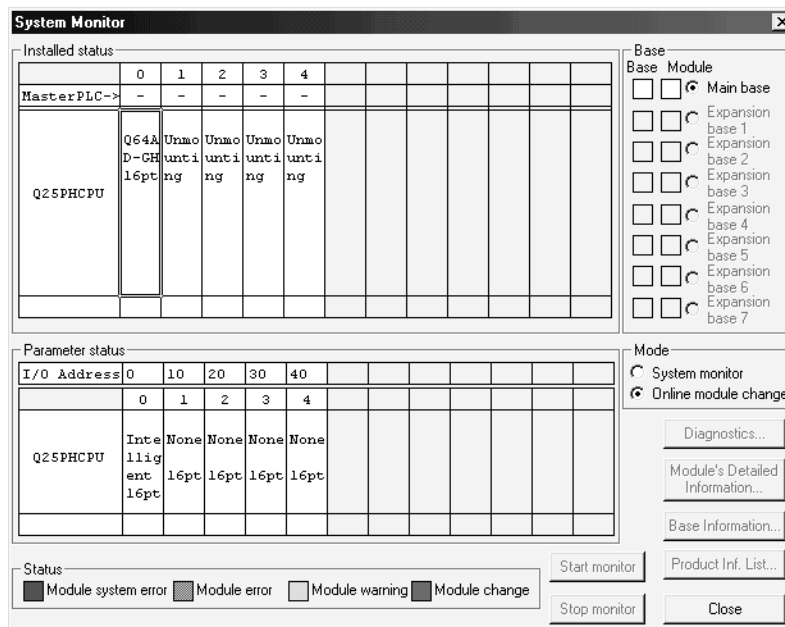 System Monitor
Installed status
0 1 2 3 4
MasterPLC-> - - - - -
Q25PHCPU
Q64A Unmo Unmo Unmo Unmo
D-GH unti unti unti unti
16pt ng ng ng ng
Base
Base Module
Main base
Expansion
base 1
Expansion
base 2
Expansion
base 3
Expansion
base 4
Expansion
base 5
Expansion
base 6
Expansion
base 7
Parameter status
I/O Address 0 10 20 30 40
0 1 2 3 4
Q25PHCPU
Inte None None None None
llig
ent 16pt 16pt 16pt 16pt
16pt
Mode
System monitor
Online module change
Diagnostics...
Module's Detailed
Information...
Base Information...
Product Inf. List...
Status
Module system error Module error Module warning Module change
Start monitor
Stop monitor
Close